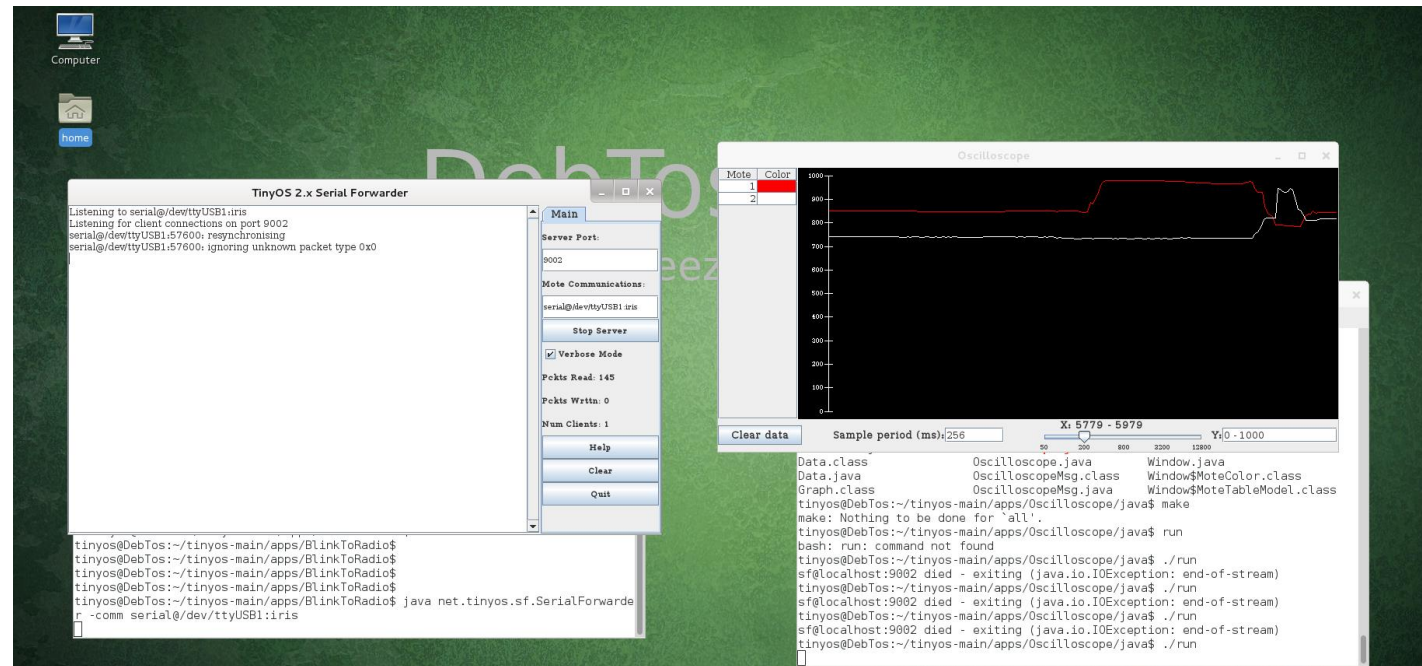 Computer
home
DebTos
TinyOS 2.x Serial Forwarder
Listening to serial@/dev/ttyUSB1:iris
Listening for client connections on port 9002
serial@/dev/ttyUSB1:57600: resynchronising
serial@/dev/ttyUSB1:57600: ignoring unknown packet type 0x0
Main
Server Port:
9002
Mote Communications:
serial@/dev/ttyUSB1:iris
Stop Server
Verbose Mode
Pckts Read: 145
Pckts Wrttn: 0
Num Clients: 1
Help
Clear
Quit
tinyos@DebTos:~/tinyos-main/apps/BlinkToRadio$
tinyos@DebTos:~/tinyos-main/apps/BlinkToRadio$
tinyos@DebTos:~/tinyos-main/apps/BlinkToRadio$
tinyos@DebTos:~/tinyos-main/apps/BlinkToRadio$
tinyos@DebTos:~/tinyos-main/apps/BlinkToRadio$ java net.tinyos.sf.SerialForwarde
r -comm serial@/dev/ttyUSB1:iris
Oscilloscope
Mote Color
1
2
1000
900
800
700
600
500
400
300
200
100
0
Clear data
Sample period (ms): 256
X: 5779 - 5979
50 200 800 3200 12800
Y: 0 - 1000
Data.class Oscilloscope.java Window.java
Data.java OscilloscopeMsg.class Window$MoteColor.class
Graph.class OscilloscopeMsg.java Window$MoteTableModel.class
tinyos@DebTos:~/tinyos-main/apps/Oscilloscope/java$ make
make: Nothing to be done for `all'.
tinyos@DebTos:~/tinyos-main/apps/Oscilloscope/java$ run
bash: run: command not found
tinyos@DebTos:~/tinyos-main/apps/Oscilloscope/java$ ./run
sf@localhost:9002 died - exiting (java.io.IOException: end-of-stream)
tinyos@DebTos:~/tinyos-main/apps/Oscilloscope/java$ ./run
sf@localhost:9002 died - exiting (java.io.IOException: end-of-stream)
tinyos@DebTos:~/tinyos-main/apps/Oscilloscope/java$ ./run
sf@localhost:9002 died - exiting (java.io.IOException: end-of-stream)
tinyos@DebTos:~/tinyos-main/apps/Oscilloscope/java$ ./run